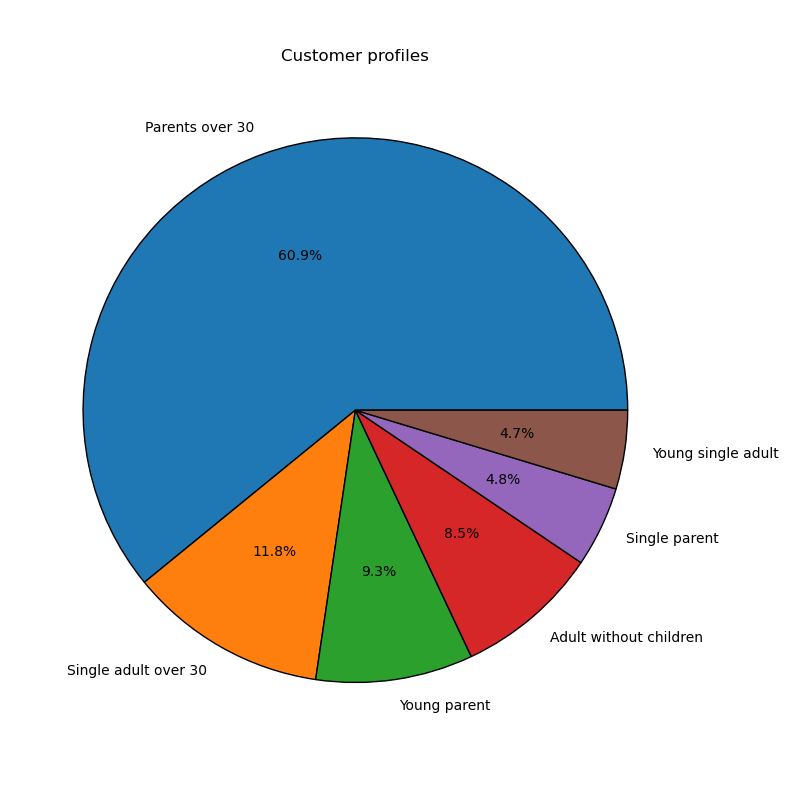 Customer profiles
Parents over 30
60.9%
4.7%
Young single adult
4.8%
Single parent
8.5%
11.8%
9.3%
Adult without children
Single adult over 30
Young parent